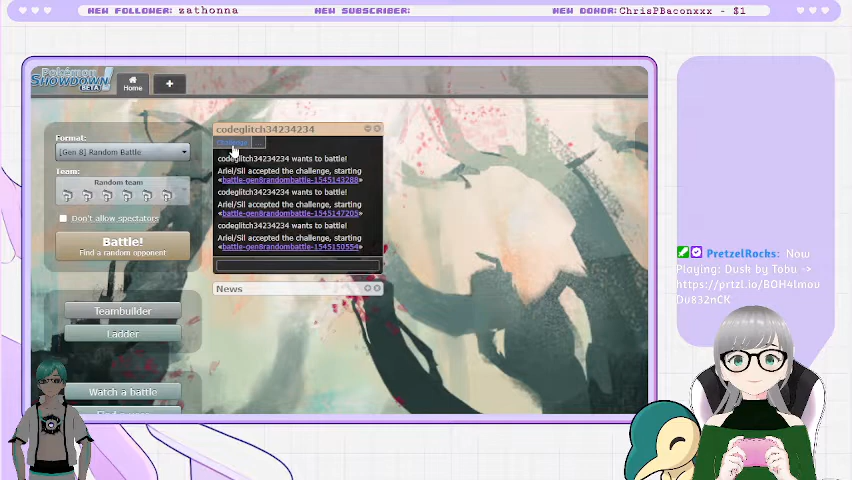 NEW FOLLOWER: zathonna
NEW SUBSCRIBER:
NEW DONOR: ChrisPBaconxxx - $1
Pokémon
SHOWDOWN!
BETA
Home
+
codeglitch34234234
Challenge
...
Format:
[Gen 8] Random Battle
Team:
Random team
Don't allow spectators
Battle!
Find a random opponent
codeglitch34234234 wants to battle!
Ariel/Sil accepted the challenge, starting
«battle-gen8randombattle-1545143288»
codeglitch34234234 wants to battle!
Ariel/Sil accepted the challenge, starting
«battle-gen8randombattle-1545147205»
codeglitch34234234 wants to battle!
Ariel/Sil accepted the challenge, starting
«battle-gen8randombattle-1545150554»
News
Teambuilder
Ladder
Watch a battle
PretzelRocks: Now
Playing: Dusk by Tobu ->
https://prtzl.io/BOH4lmov
Du832nCK